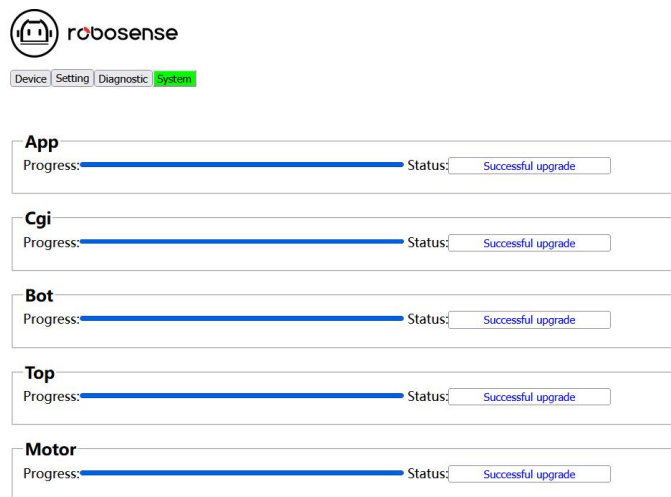 robosense
Device Setting Diagnostic System
App
Progress: Status: Successful upgrade
Cgi
Progress: Status: Successful upgrade
Bot
Progress: Status: Successful upgrade
Top
Progress: Status: Successful upgrade
Motor
Progress: Status: Successful upgrade